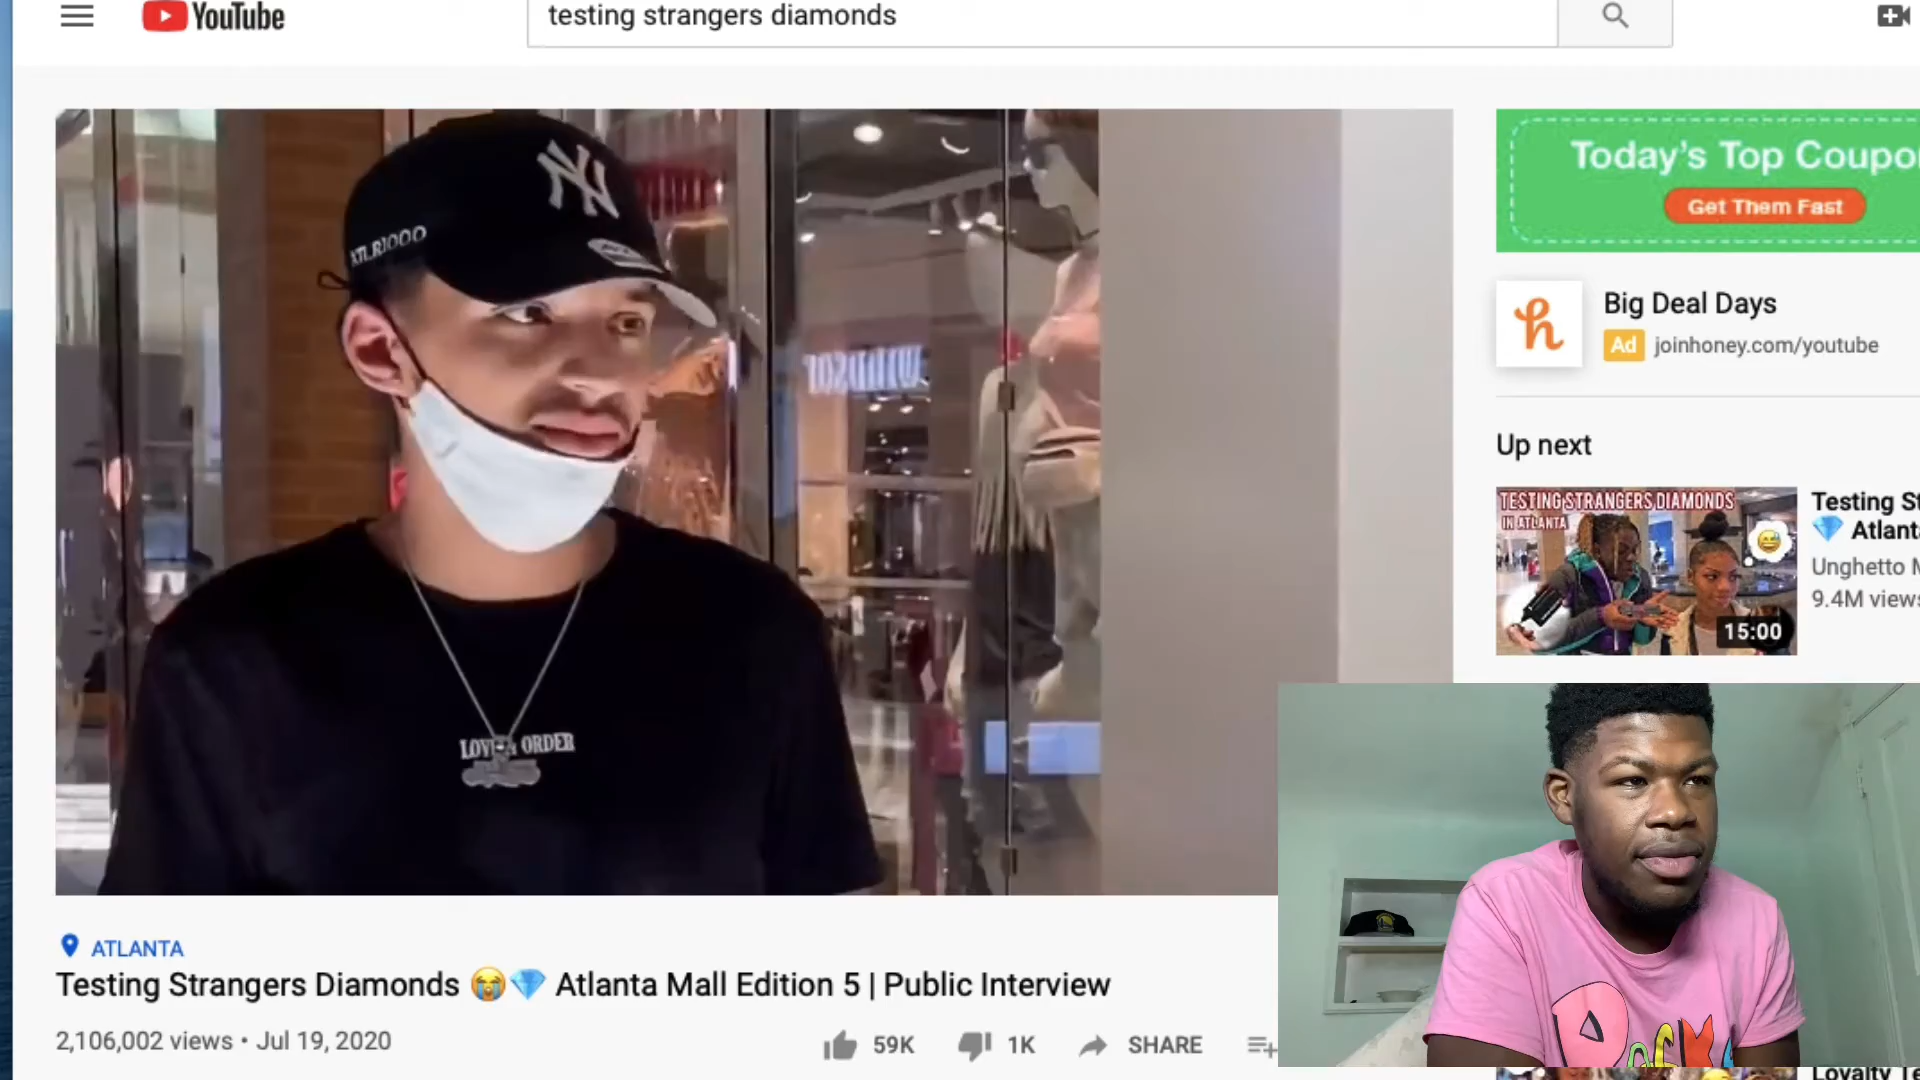 YouTube
testing strangers diamonds
NY
LOVE & ORDER
Today's Top Coupo
Get Them Fast
h
Big Deal Days
Ad joinhoney.com/youtube
Up next
TESTING STRANGERS DIAMONDS
IN ATLANTA
15:00
Testing St
Atlant
Unghetto M
9.4M views
ATLANTA
Testing Strangers Diamonds 😭💎 Atlanta Mall Edition 5 | Public Interview
2,106,002 views • Jul 19, 2020
59K
1K
SHARE
Loyalty Te